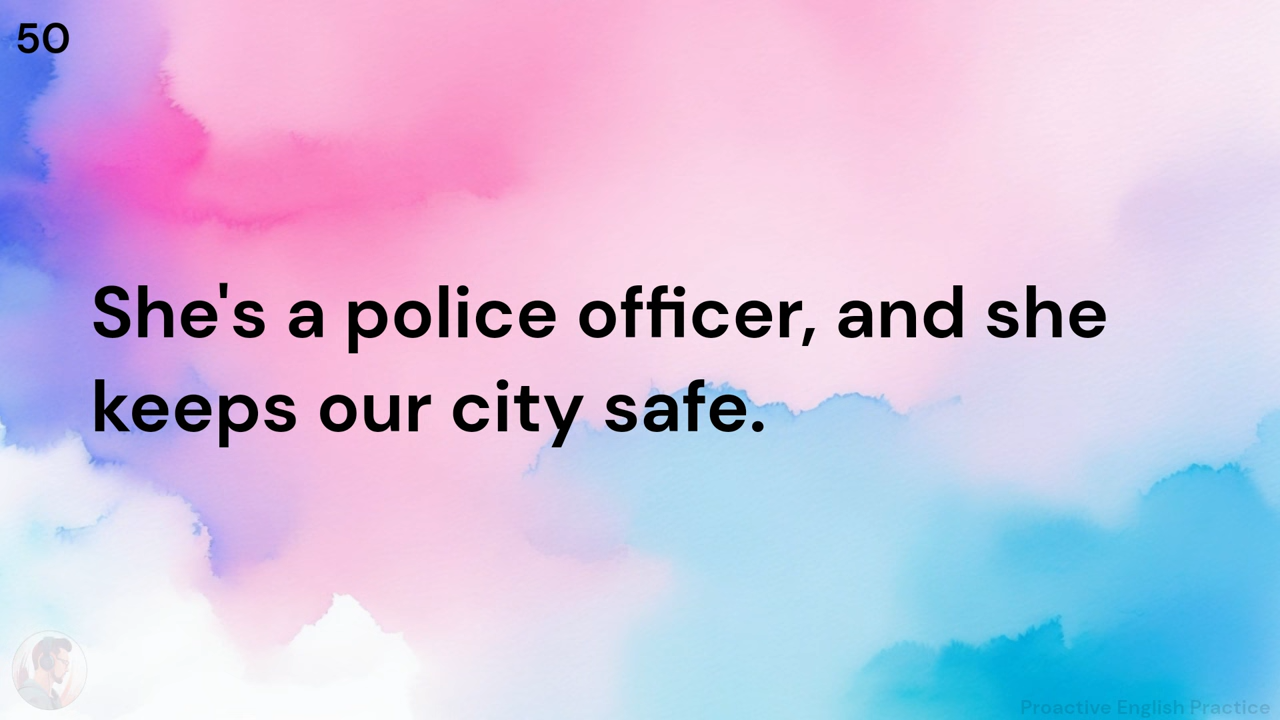 50
She's a police officer, and she
keeps our city safe.
Proactive English Practice